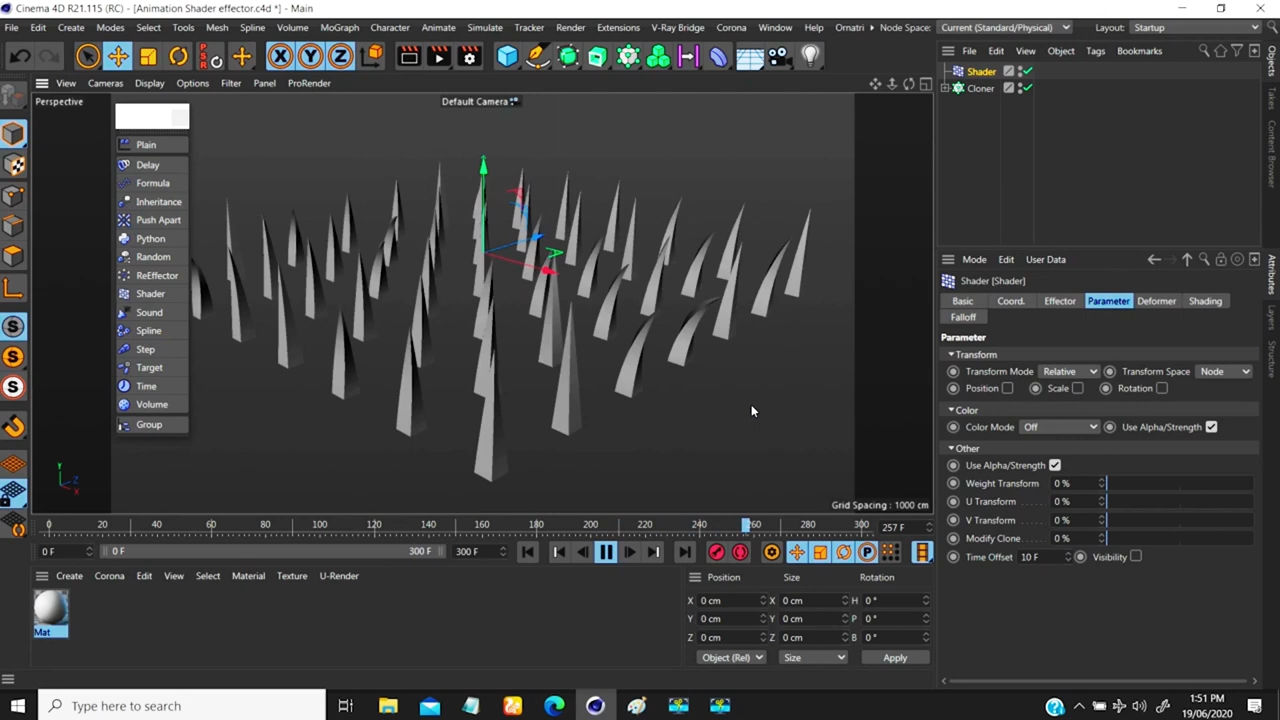 Cinema 4D R21.115 (RC) - [Animation Shader effector.c4d *] - Main
File Edit Create Modes Select Tools Mesh Spline Volume MoGraph Character Animate Simulate Tracker Render Extensions V-Ray Bridge Corona Window Help Ornatri Node Space: Current (Standard/Physical) Layout: Startup
View Cameras Display Options Filter Panel ProRender
File Edit View Object Tags Bookmarks
Shader
Cloner
Objects
Takes
Content Browser
Perspective
Default Camera
Plain
Delay
Formula
Inheritance
Push Apart
Python
Random
ReEffector
Shader
Sound
Spline
Step
Target
Time
Volume
Group
Y
Z
X
Grid Spacing : 1000 cm
Mode Edit User Data
Shader [Shader]
Basic Coord. Effector Parameter Deformer Shading
Falloff
Parameter
Transform
Transform Mode Relative Transform Space Node
Position Scale Rotation
Color
Color Mode Off Use Alpha/Strength
Other
Use Alpha/Strength
Weight Transform 0 %
U Transform 0 %
V Transform 0 %
Modify Clone 0 %
Time Offset 10 F Visibility
Attributes
Layers
Structure
0 20 40 60 80 100 120 140 160 180 200 220 240 260 280 300 257 F
0 F 0 F 300 F 300 F
Create Corona Edit View Select Material Texture U-Render
Mat
Position Size Rotation
X 0 cm X 0 cm H 0 °
Y 0 cm Y 0 cm P 0 °
Z 0 cm Z 0 cm B 0 °
Object (Rel) Size Apply
Type here to search
1:51 PM
19/06/2020